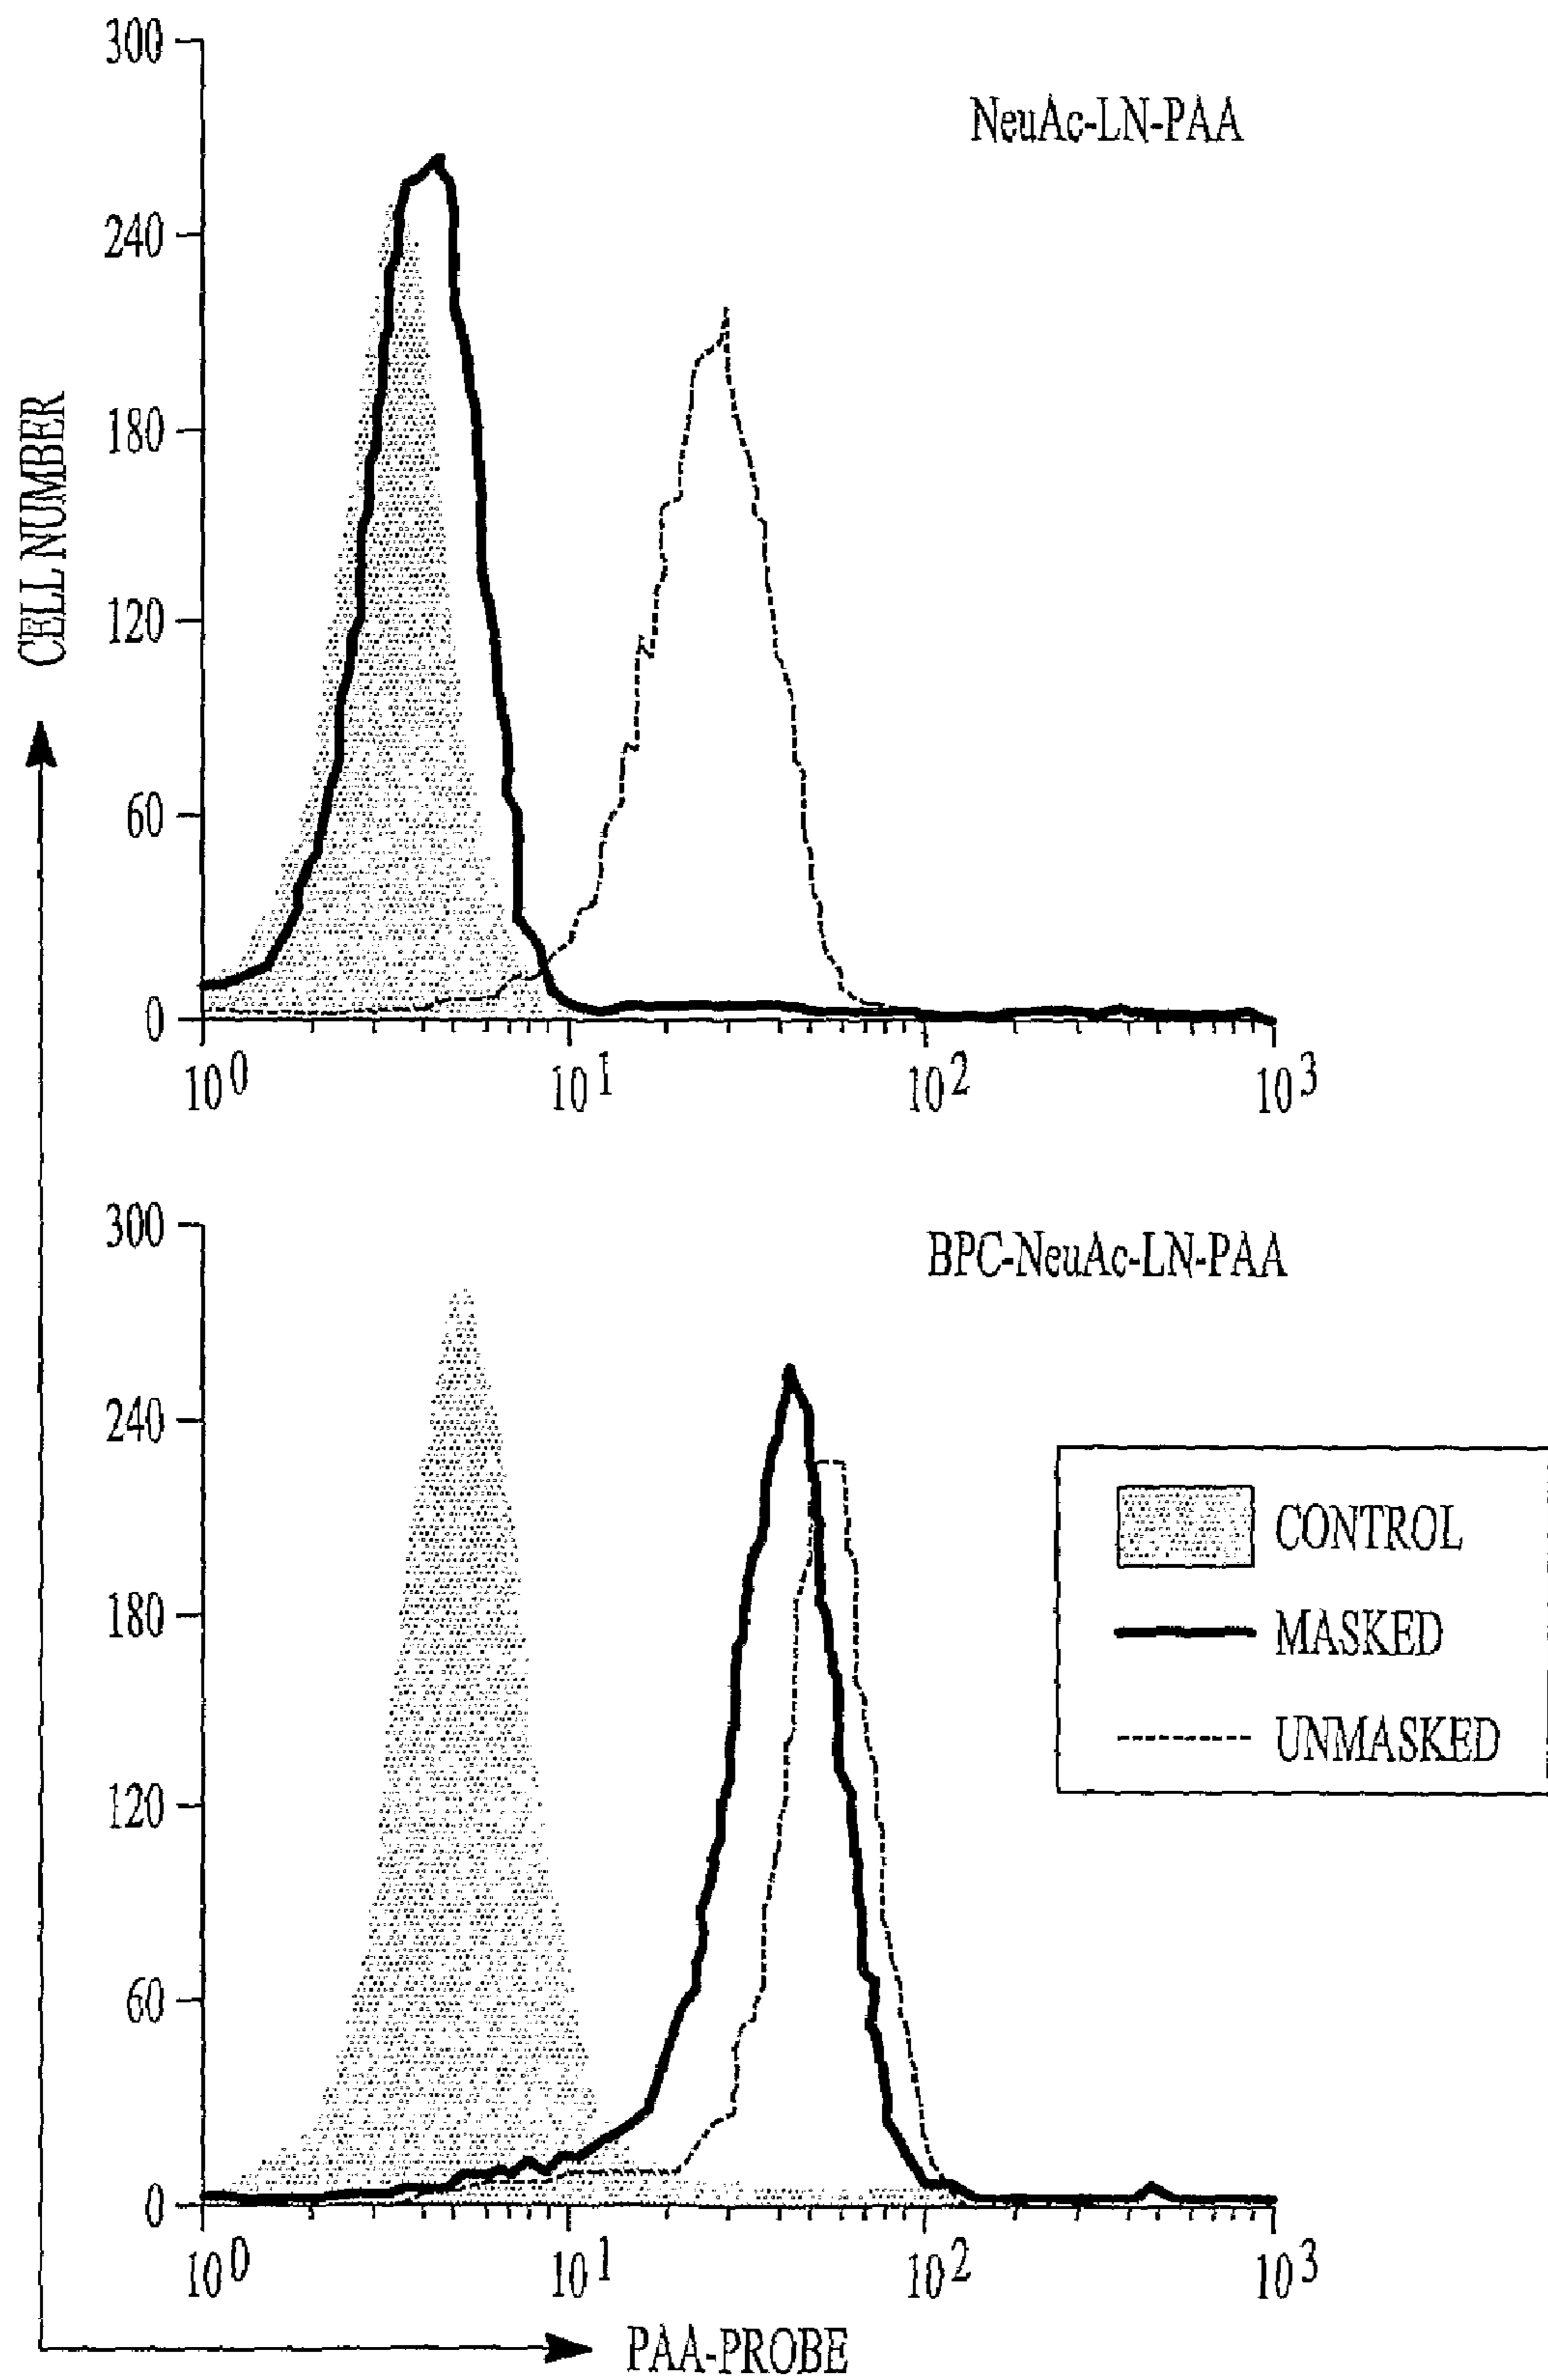 NeuAc-LN-PAA
300
240
180
120
60
0
10^0 10^1 10^2 10^3
CELL NUMBER
BPC-NeuAc-LN-PAA
300
240
180
120
60
0
10^0 10^1 10^2 10^3
CONTROL
MASKED
UNMASKED
PAA-PROBE